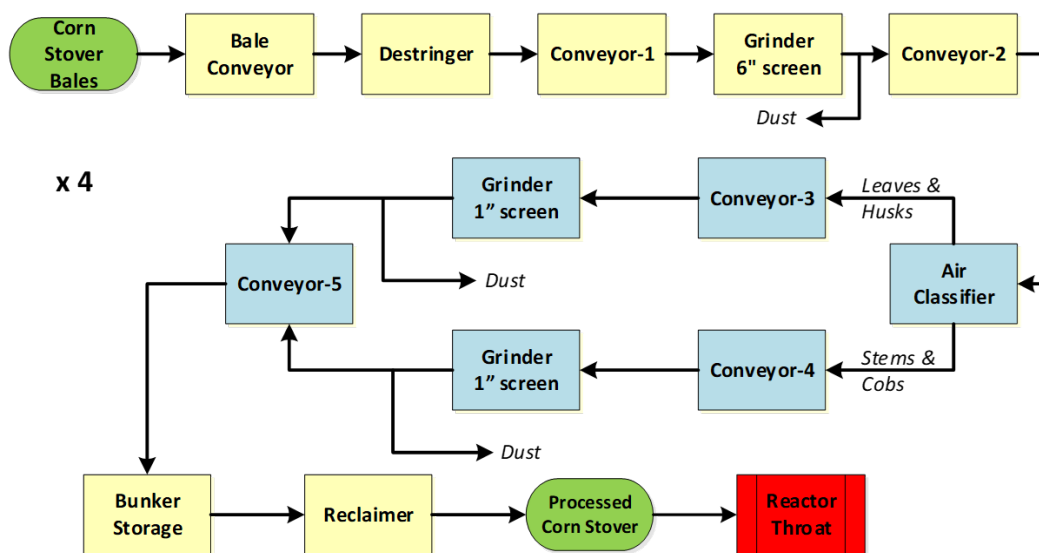 Corn
Stover
Bales
Bale
Conveyor
Destringer
Conveyor-1
Grinder
6" screen
Conveyor-2
Dust
x 4
Grinder
1” screen
Conveyor-3
Leaves &
Husks
Conveyor-5
Dust
Air
Classifier
Grinder
1” screen
Conveyor-4
Stems &
Cobs
Dust
Bunker
Storage
Reclaimer
Processed
Corn Stover
Reactor
Throat